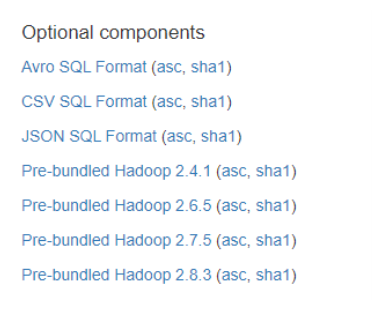 Optional components
Avro SQL Format (asc, sha1)
CSV SQL Format (asc, sha1)
JSON SQL Format (asc, sha1)
Pre-bundled Hadoop 2.4.1 (asc, sha1)
Pre-bundled Hadoop 2.6.5 (asc, sha1)
Pre-bundled Hadoop 2.7.5 (asc, sha1)
Pre-bundled Hadoop 2.8.3 (asc, sha1)